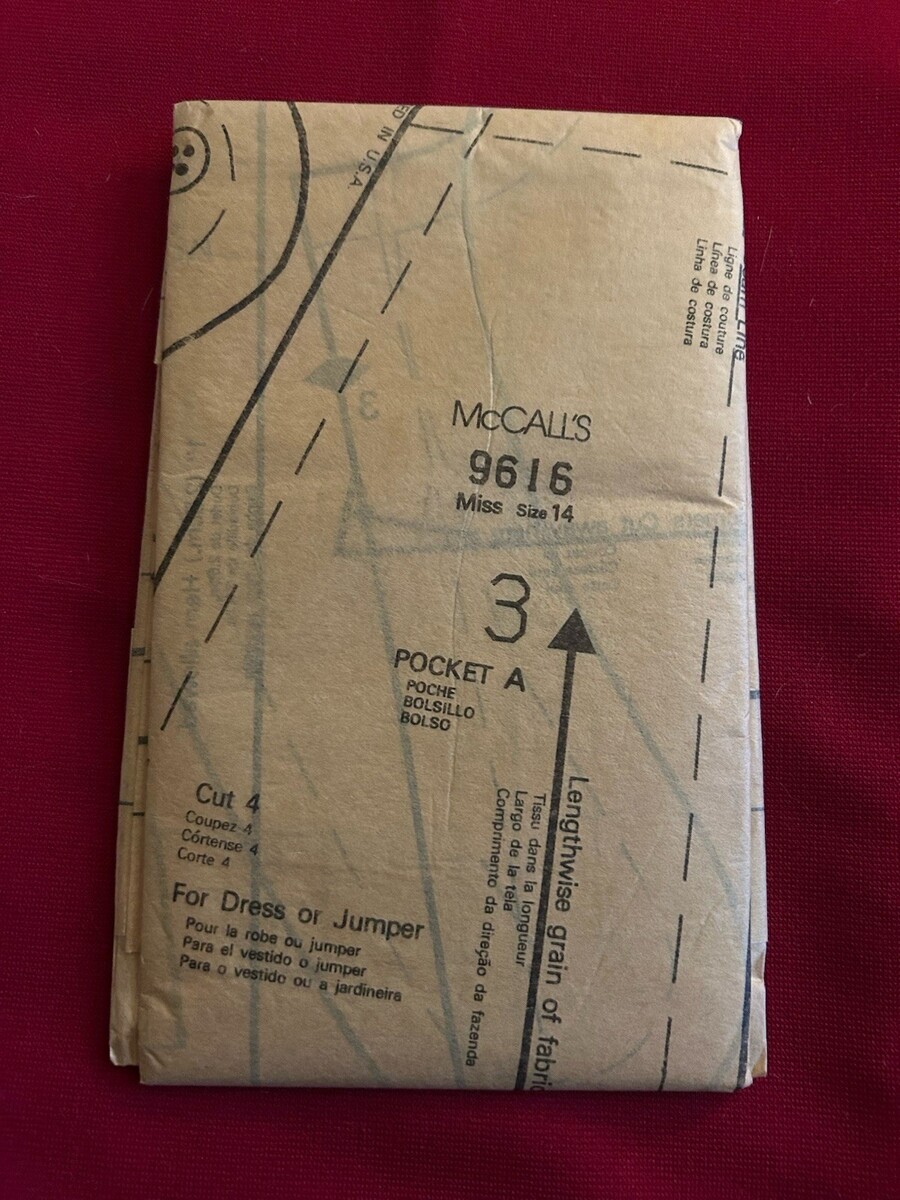 ED IN U.S.A.
Ligne de couture
Línea de costura
Linha de costura
McCALL'S
9616
Miss Size 14
3
3
POCKET A
POCHE
BOLSILLO
BOLSO
Cut 4
Coupez 4
Córtense 4
Corte 4
For Dress or Jumper
Pour la robe ou jumper
Para el vestido o jumper
Para o vestido ou a jardineira
Lengthwise grain of fabric
Tissu dans la longueur
Largo de la tela
Comprimento da direção da fazenda